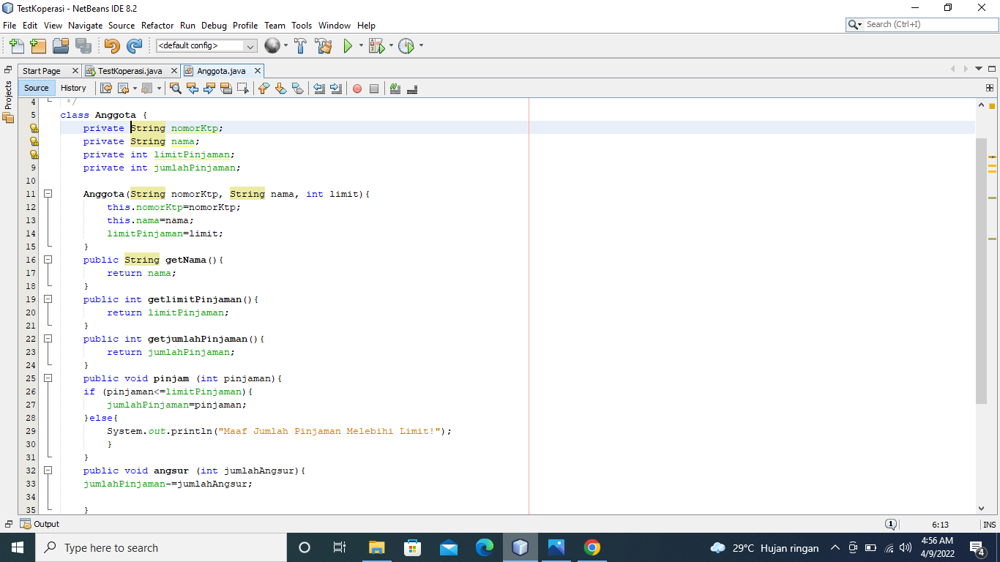 TestKoperasi - NetBeans IDE 8.2
File Edit View Navigate Source Refactor Run Debug Profile Team Tools Window Help
Search (Ctrl+I)
<default config>
Projects
Start Page TestKoperasi.java Anggota.java
Source History
4 */
5 class Anggota {
private String nomorKtp;
private String nama;
private int limitPinjaman;
9 private int jumlahPinjaman;
10
11 Anggota(String nomorKtp, String nama, int limit){
12 this.nomorKtp=nomorKtp;
13 this.nama=nama;
14 limitPinjaman=limit;
15 }
16 public String getNama(){
17 return nama;
18 }
19 public int getlimitPinjaman(){
20 return limitPinjaman;
21 }
22 public int getjumlahPinjaman(){
23 return jumlahPinjaman;
24 }
25 public void pinjam (int pinjaman){
26 if (pinjaman<=limitPinjaman){
27 jumlahPinjaman=pinjaman;
28 }else{
29 System.out.println("Maaf Jumlah Pinjaman Melebihi Limit!");
30 }
31 }
32 public void angsur (int jumlahAngsur){
33 jumlahPinjaman-=jumlahAngsur;
34
35 }
Output
1
6:13 INS
Type here to search
29°C Hujan ringan
4:56 AM
4/9/2022
4